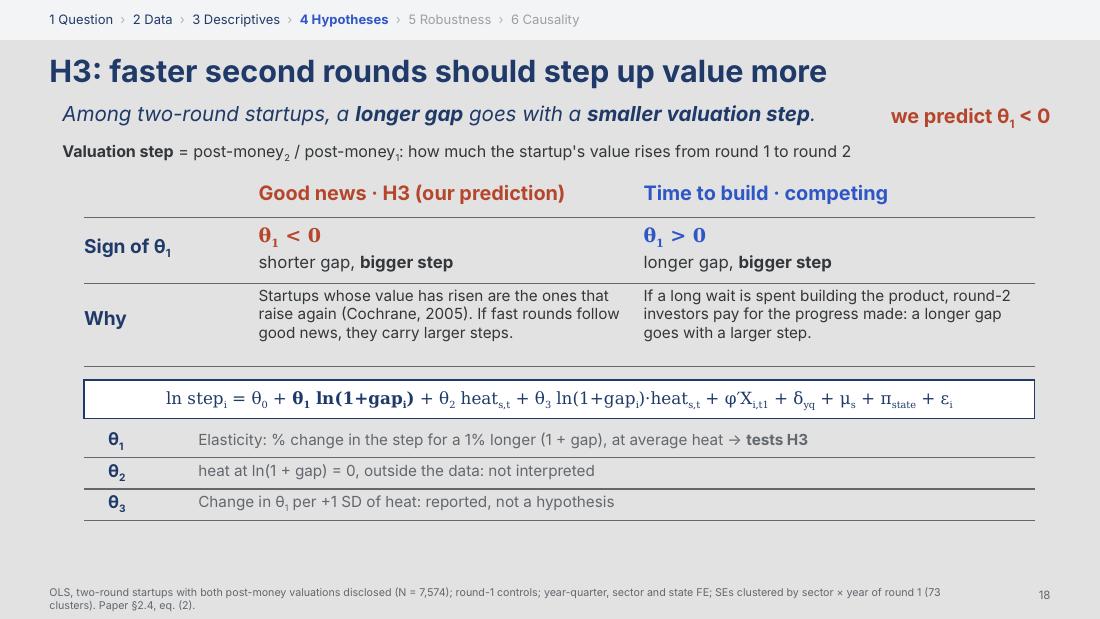 1 Question › 2 Data › 3 Descriptives › 4 Hypotheses › 5 Robustness › 6 Causality
H3: faster second rounds should step up value more
Among two-round startups, a longer gap goes with a smaller valuation step.
we predict θ₁ < 0
Valuation step = post-money₂ / post-money₁: how much the startup's value rises from round 1 to round 2
Good news · H3 (our prediction)
Time to build · competing
Sign of θ₁
θ₁ < 0
shorter gap, bigger step
θ₁ > 0
longer gap, bigger step
Why
Startups whose value has risen are the ones that
raise again (Cochrane, 2005). If fast rounds follow
good news, they carry larger steps.
If a long wait is spent building the product, round-2
investors pay for the progress made: a longer gap
goes with a larger step.
ln stepᵢ = θ₀ + θ₁ ln(1+gapᵢ) + θ₂ heat_s,t + θ₃ ln(1+gapᵢ)·heat_s,t + φ′X_i,t1 + δ_yq + μ_s + π_state + εᵢ
θ₁ Elasticity: % change in the step for a 1% longer (1 + gap), at average heat → tests H3
θ₂ heat at ln(1 + gap) = 0, outside the data: not interpreted
θ₃ Change in θ₁ per +1 SD of heat: reported, not a hypothesis
OLS, two-round startups with both post-money valuations disclosed (N = 7,574); round-1 controls; year-quarter, sector and state FE; SEs clustered by sector × year of round 1 (73
clusters). Paper §2.4, eq. (2).
18